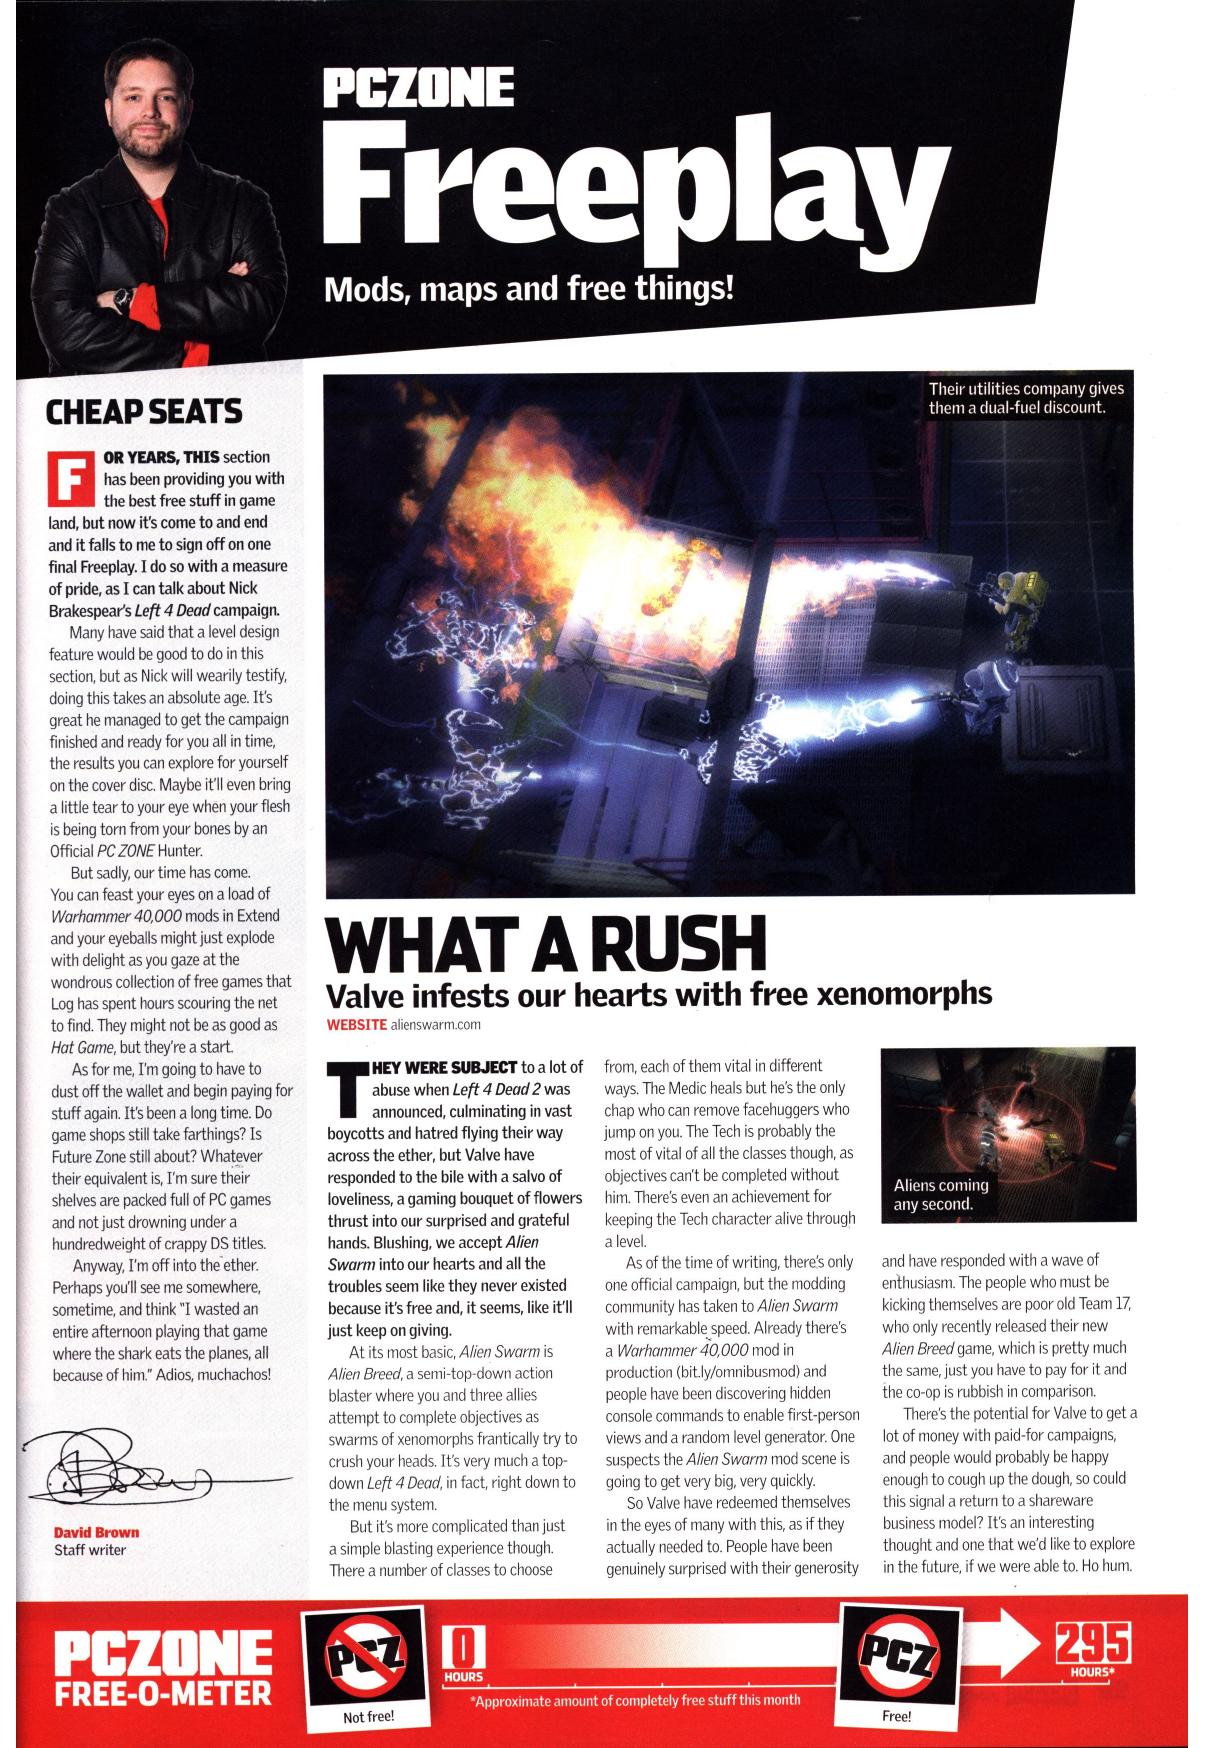 PCZONE
Freeplay
Mods, maps and free things!
CHEAP SEATS
FOR YEARS, THIS section
has been providing you with
the best free stuff in game
land, but now it's come to and end
and it falls to me to sign off on one
final Freeplay. I do so with a measure
of pride, as I can talk about Nick
Brakespear's Left 4 Dead campaign.
Many have said that a level design
feature would be good to do in this
section, but as Nick will wearily testify,
doing this takes an absolute age. It's
great he managed to get the campaign
finished and ready for you all in time,
the results you can explore for yourself
on the cover disc. Maybe it'll even bring
a little tear to your eye when your flesh
is being torn from your bones by an
Official PC ZONE Hunter.
But sadly, our time has come.
You can feast your eyes on a load of
Warhammer 40,000 mods in Extend
and your eyeballs might just explode
with delight as you gaze at the
wondrous collection of free games that
Log has spent hours scouring the net
to find. They might not be as good as
Hat Game, but they're a start.
As for me, I'm going to have to
dust off the wallet and begin paying for
stuff again. It's been a long time. Do
game shops still take farthings? Is
Future Zone still about? Whatever
their equivalent is, I'm sure their
shelves are packed full of PC games
and not just drowning under a
hundredweight of crappy DS titles.
Anyway, I'm off into the ether.
Perhaps you'll see me somewhere,
sometime, and think "I wasted an
entire afternoon playing that game
where the shark eats the planes, all
because of him." Adios, muchachos!
David Brown
Staff writer
Their utilities company gives
them a dual-fuel discount.
WHAT A RUSH
Valve infests our hearts with free xenomorphs
WEBSITE alienswarm.com
THEY WERE SUBJECT to a lot of
abuse when Left 4 Dead 2 was
announced, culminating in vast
boycotts and hatred flying their way
across the ether, but Valve have
responded to the bile with a salvo of
loveliness, a gaming bouquet of flowers
thrust into our surprised and grateful
hands. Blushing, we accept Alien
Swarm into our hearts and all the
troubles seem like they never existed
because it's free and, it seems, like it'll
just keep on giving.
At its most basic, Alien Swarm is
Alien Breed, a semi-top-down action
blaster where you and three allies
attempt to complete objectives as
swarms of xenomorphs frantically try to
crush your heads. It's very much a top-
down Left 4 Dead, in fact, right down to
the menu system.
But it's more complicated than just
a simple blasting experience though.
There a number of classes to choose
from, each of them vital in different
ways. The Medic heals but he's the only
chap who can remove facehuggers who
jump on you. The Tech is probably the
most of vital of all the classes though, as
objectives can't be completed without
him. There's even an achievement for
keeping the Tech character alive through
a level.
As of the time of writing, there's only
one official campaign, but the modding
community has taken to Alien Swarm
with remarkable speed. Already there's
a Warhammer 40,000 mod in
production (bit.ly/omnibusmod) and
people have been discovering hidden
console commands to enable first-person
views and a random level generator. One
suspects the Alien Swarm mod scene is
going to get very big, very quickly.
So Valve have redeemed themselves
in the eyes of many with this, as if they
actually needed to. People have been
genuinely surprised with their generosity
Aliens coming
any second.
and have responded with a wave of
enthusiasm. The people who must be
kicking themselves are poor old Team 17,
who only recently released their new
Alien Breed game, which is pretty much
the same, just you have to pay for it and
the co-op is rubbish in comparison.
There's the potential for Valve to get a
lot of money with paid-for campaigns,
and people would probably be happy
enough to cough up the dough, so could
this signal a return to a shareware
business model? It's an interesting
thought and one that we'd like to explore
in the future, if we were able to. Ho hum.
PCZONE
FREE-O-METER
PCZ
Not free!
0
HOURS
*Approximate amount of completely free stuff this month
PCZ
Free!
295
HOURS*